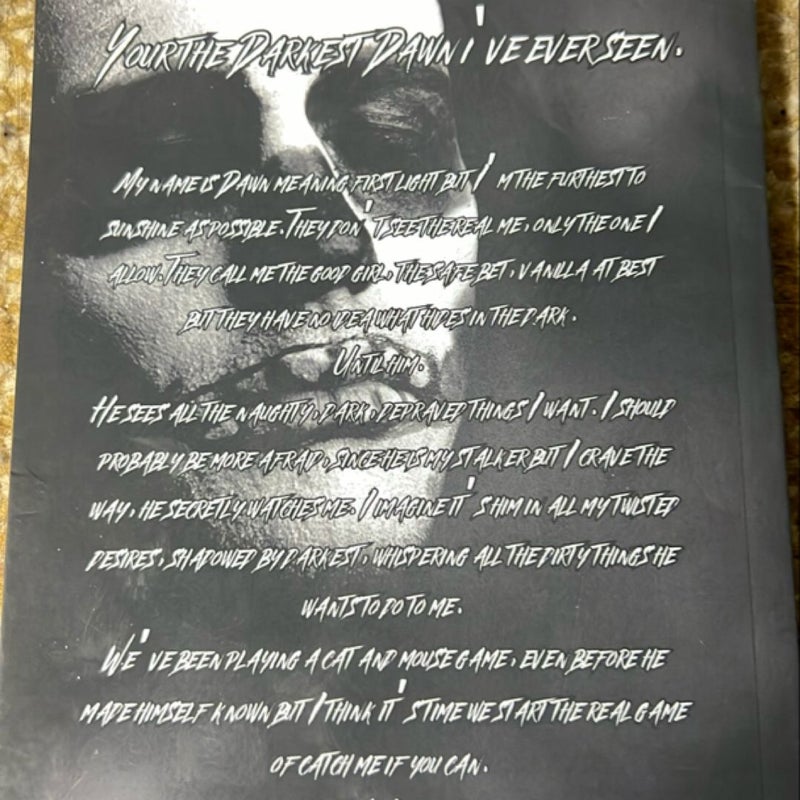 Your the Darkest Dawn i've ever seen.
My name is Dawn meaning first light but I'm the furthest to
sunshine as possible. They don't see the real me, only the one I
allow. They call me the good girl, the safe bet, vanilla at best
but they have no idea what hides in the dark.
Until him.
He sees all the naughty, dark, depraved things I want. I should
probably be more afraid, since he is my stalker but I crave the
way, he secretly watches me. I imagine it's him in all my twisted
desires, shadowed by darkest, whispering all the dirty things he
wants to do to me.
We've been playing a cat and mouse game, even before he
made himself known but I think it's time we start the real game
of catch me if you can.